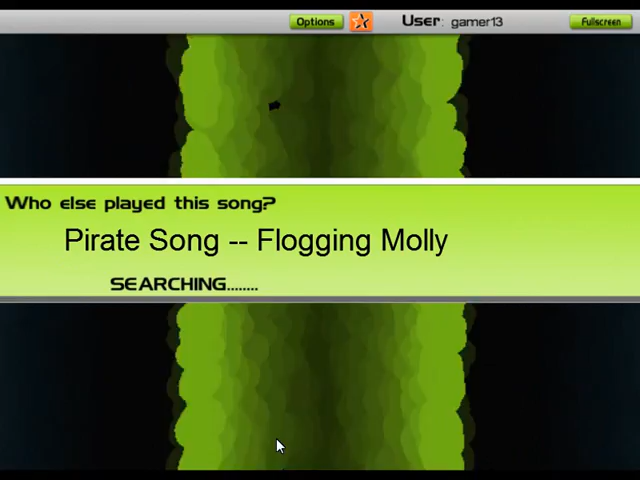 Options User: gamer13 Fullscreen
Who else played this song?
Pirate Song -- Flogging Molly
SEARCHING........